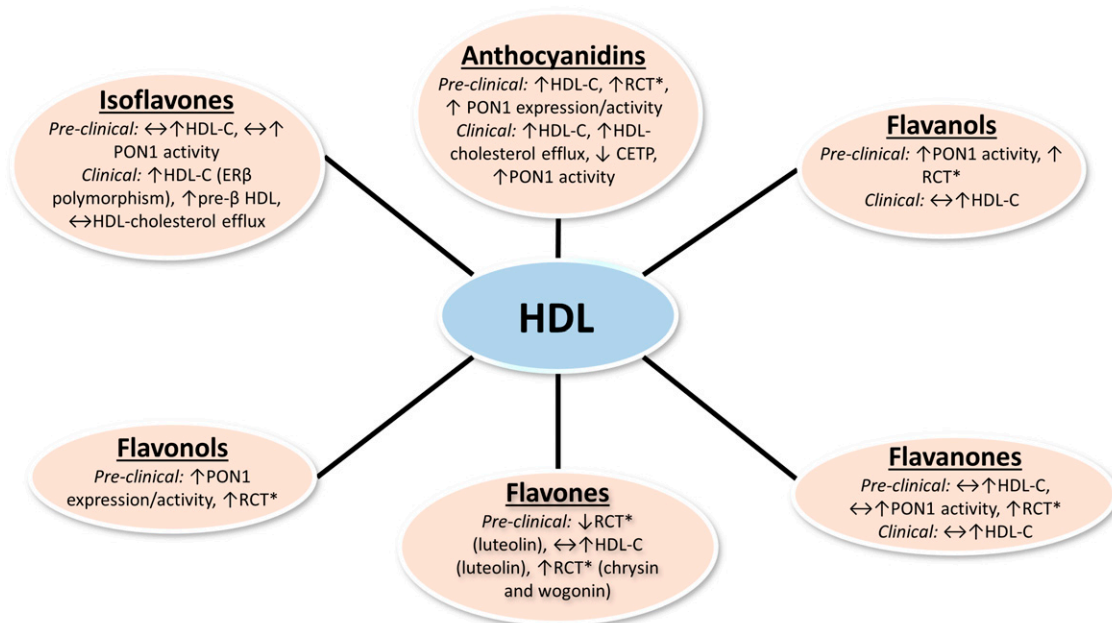 Anthocyanidins
Pre-clinical: ↑HDL-C, ↑RCT*,
↑ PON1 expression/activity
Clinical: ↑HDL-C, ↑HDL-
cholesterol efflux, ↓ CETP,
↑PON1 activity
Isoflavones
Pre-clinical: ↔↑HDL-C, ↔↑
PON1 activity
Clinical: ↑HDL-C (ERβ
polymorphism), ↑pre-β HDL,
↔HDL-cholesterol efflux
Flavanols
Pre-clinical: ↑PON1 activity, ↑
RCT*
Clinical: ↔↑HDL-C
HDL
Flavonols
Pre-clinical: ↑PON1
expression/activity, ↑RCT*
Flavones
Pre-clinical: ↓RCT*
(luteolin), ↔↑HDL-C
(luteolin), ↑RCT* (chrysin
and wogonin)
Flavanones
Pre-clinical: ↔↑HDL-C,
↔↑PON1 activity, ↑RCT*
Clinical: ↔↑HDL-C